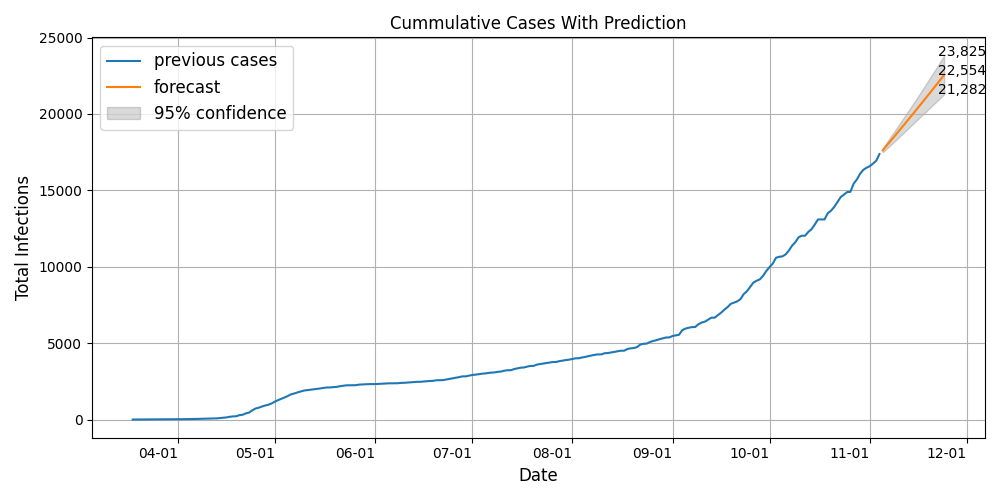 Cummulative Cases With Prediction
25000
20000
15000
10000
5000
0
Total Infections
previous cases
forecast
95% confidence
23,825
22,554
21,282
04-01 05-01 06-01 07-01 08-01 09-01 10-01 11-01 12-01
Date